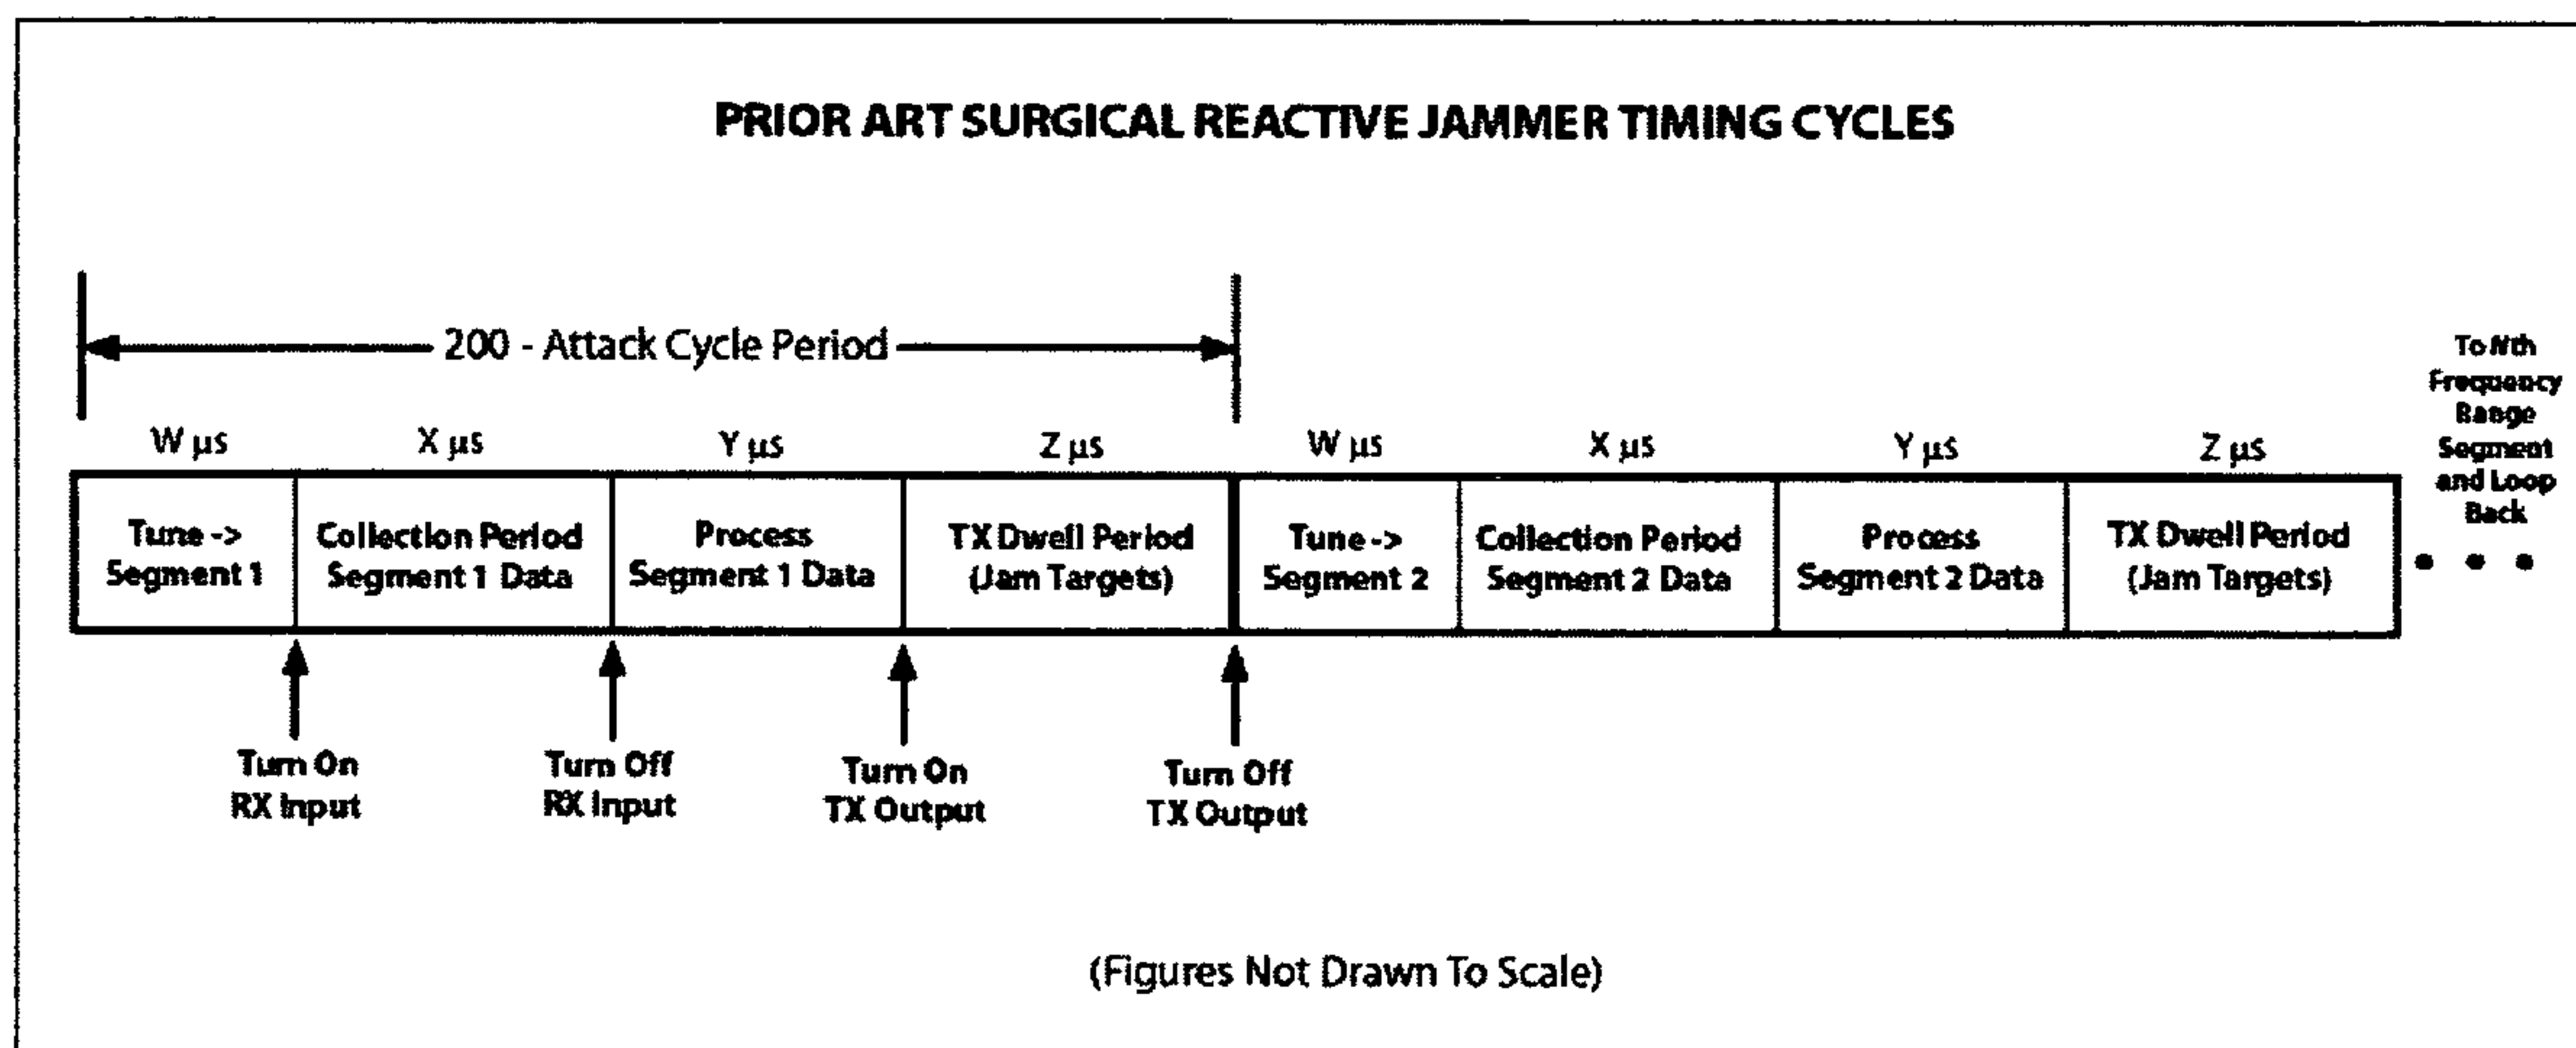 PRIOR ART SURGICAL REACTIVE JAMMER TIMING CYCLES
200 - Attack Cycle Period
To Nth
Frequency
Range
Segment
and Loop
Back
W µs
X µs
Y µs
Z µs
W µs
X µs
Y µs
Z µs
Tune ->
Segment 1
Collection Period
Segment 1 Data
Process
Segment 1 Data
TX Dwell Period
(Jam Targets)
Tune ->
Segment 2
Collection Period
Segment 2 Data
Process
Segment 2 Data
TX Dwell Period
(Jam Targets)
• • •
Turn On
RX Input
Turn Off
RX Input
Turn On
TX Output
Turn Off
TX Output
(Figures Not Drawn To Scale)